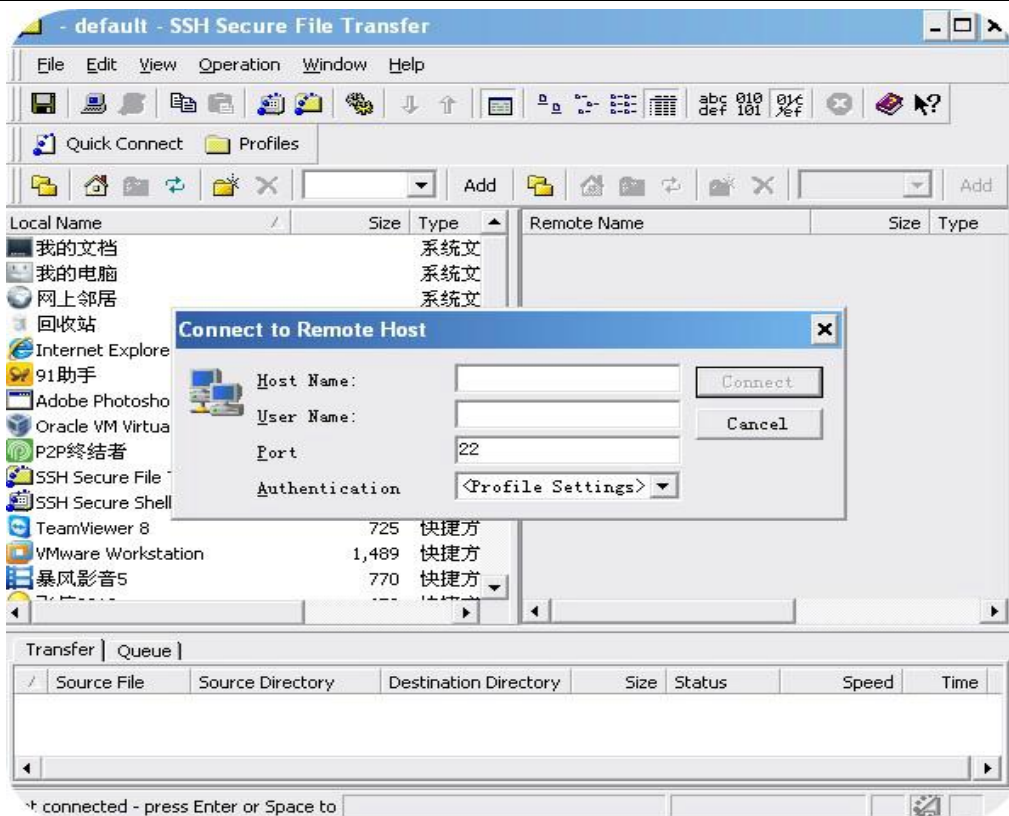 - default - SSH Secure File Transfer
File Edit View Operation Window Help
abc def 010 101
Quick Connect Profiles
Add Add
Local Name Size Type Remote Name Size Type
我的文档 系统文
我的电脑 系统文
网上邻居 系统文
回收站
Internet Explore
91助手
Adobe Photosho
Oracle VM Virtua
P2P终结者
SSH Secure File
SSH Secure Shell
TeamViewer 8 725 快捷方
VMware Workstation 1,489 快捷方
暴风影音5 770 快捷方
Connect to Remote Host
Host Name: Connect
User Name: Cancel
Port 22
Authentication <Profile Settings>
Transfer Queue
Source File Source Directory Destination Directory Size Status Speed Time
connected - press Enter or Space to